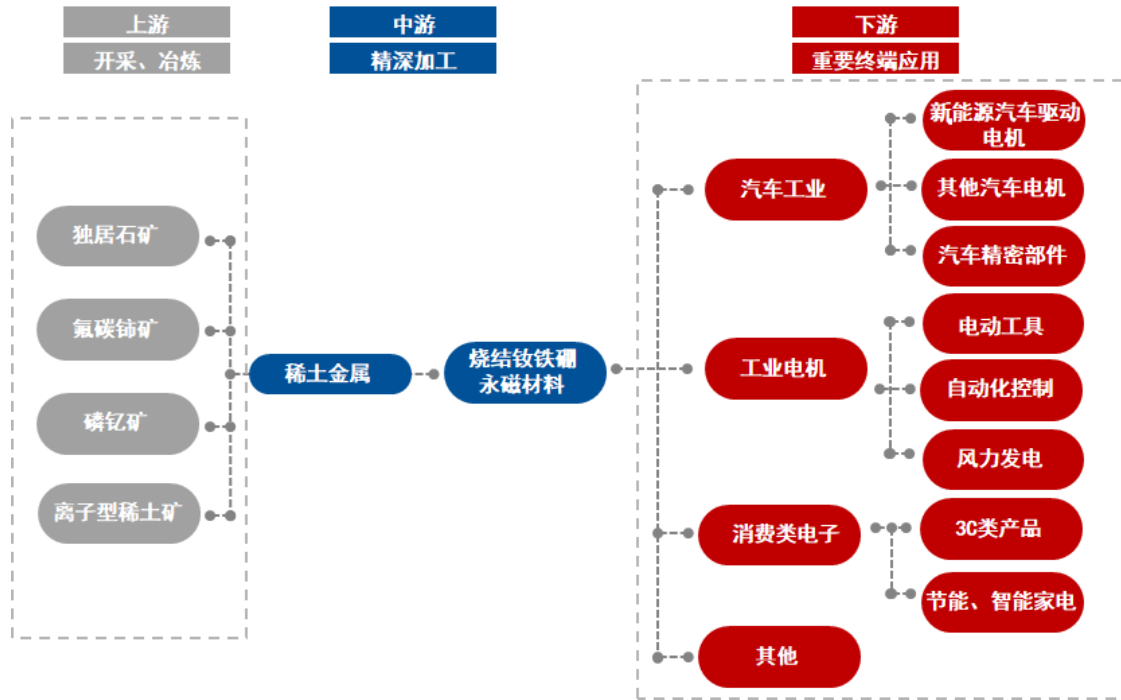 上游
开采、冶炼
中游
精深加工
下游
重要终端应用
独居石矿
氟碳铈矿
磷钇矿
离子型稀土矿
稀土金属
烧结钕铁硼
永磁材料
汽车工业
新能源汽车驱动
电机
其他汽车电机
汽车精密部件
工业电机
电动工具
自动化控制
风力发电
消费类电子
3C类产品
节能、智能家电
其他